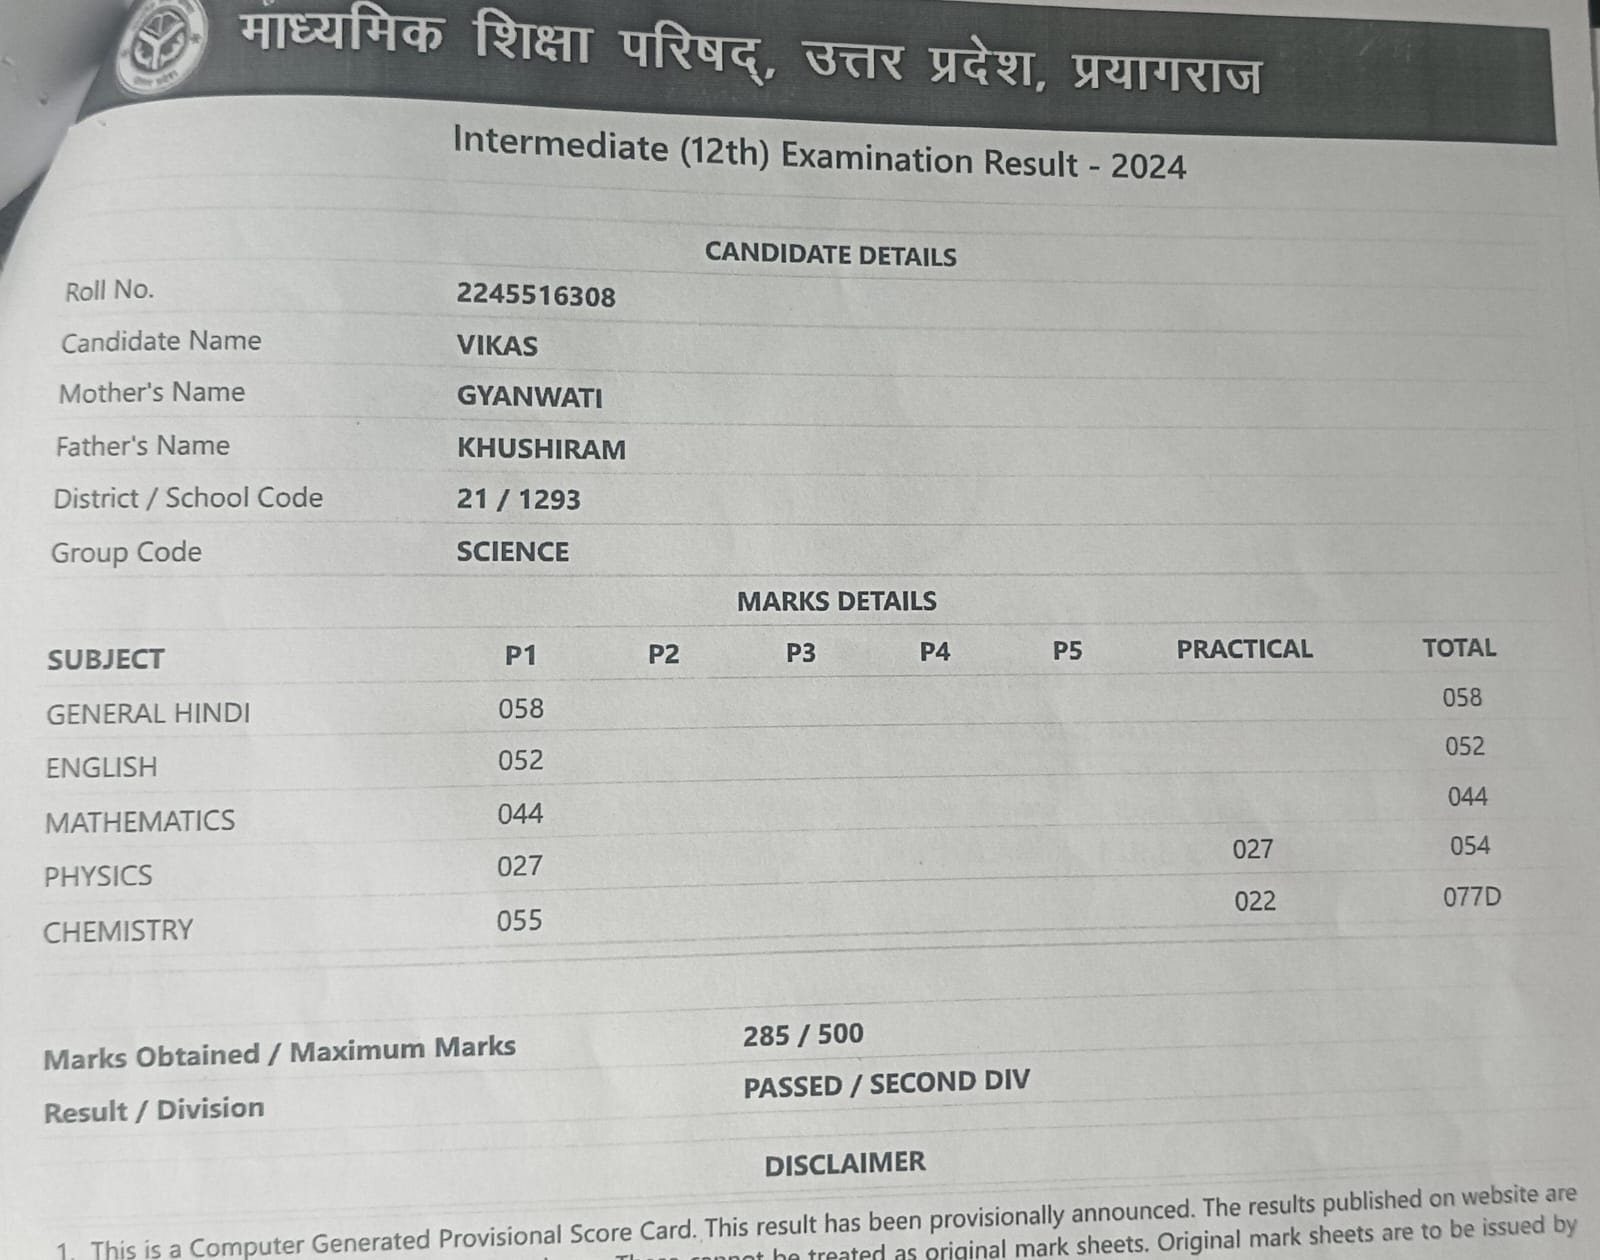 माध्यमिक शिक्षा परिषद्, उत्तर प्रदेश, प्रयागराज
Intermediate (12th) Examination Result - 2024
CANDIDATE DETAILS
Roll No. 2245516308
Candidate Name VIKAS
Mother's Name GYANWATI
Father's Name KHUSHIRAM
District / School Code 21 / 1293
Group Code SCIENCE
MARKS DETAILS
SUBJECT P1 P2 P3 P4 P5 PRACTICAL TOTAL
GENERAL HINDI 058 058
ENGLISH 052 052
MATHEMATICS 044 044
PHYSICS 027 027 054
CHEMISTRY 055 022 077D
Marks Obtained / Maximum Marks 285 / 500
Result / Division PASSED / SECOND DIV
DISCLAIMER
1. This is a Computer Generated Provisional Score Card. This result has been provisionally announced. The results published on website are
be treated as original mark sheets. Original mark sheets are to be issued by